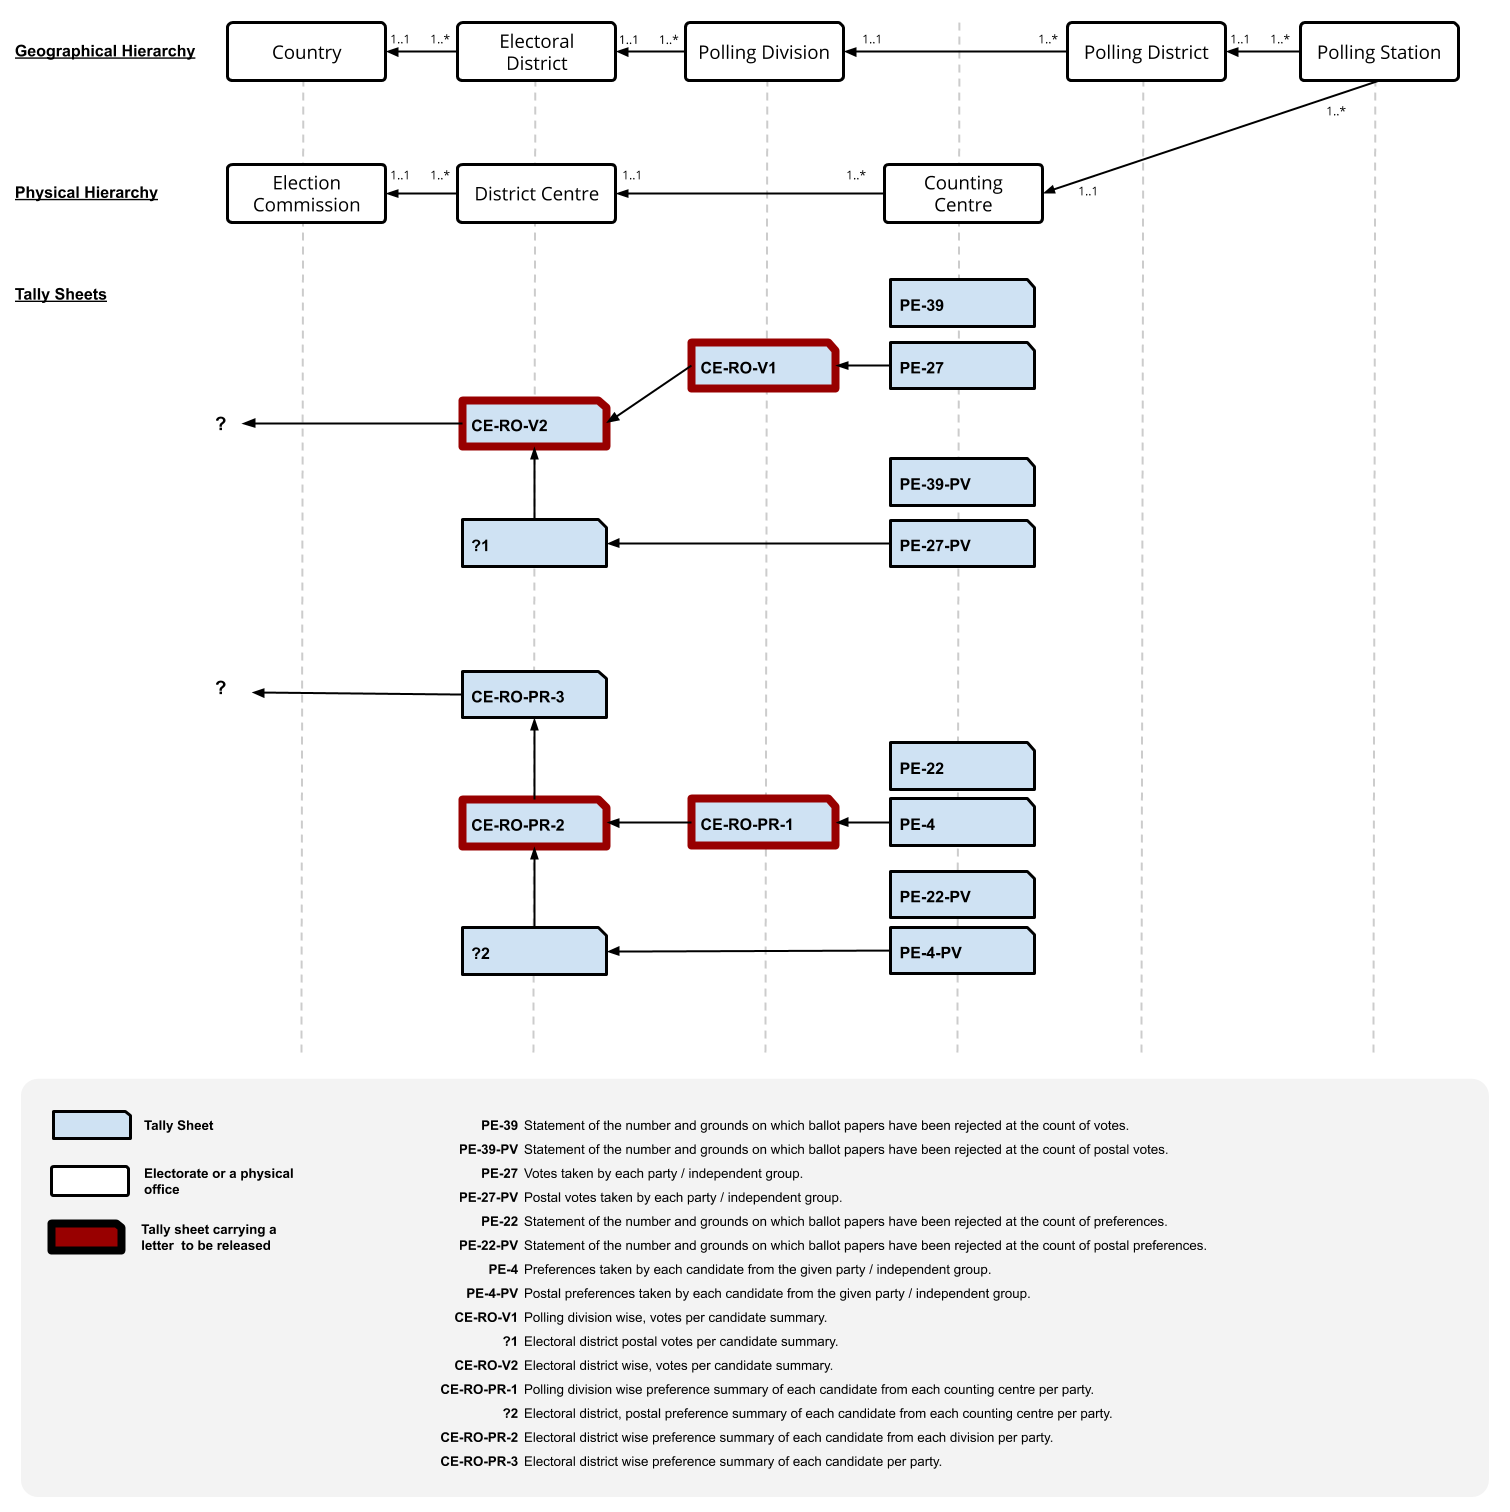 Geographical Hierarchy
Country
1..1
1..*
Electoral
District
1..1
1..*
Polling Division
1..1
1..*
Polling District
1..1
1..*
Polling Station
1..*
Physical Hierarchy
Election
Commission
1..1
1..*
District Centre
1..1
1..*
Counting
Centre
1..1
Tally Sheets
PE-39
CE-RO-V1
PE-27
?
CE-RO-V2
PE-39-PV
?1
PE-27-PV
?
CE-RO-PR-3
PE-22
CE-RO-PR-2
CE-RO-PR-1
PE-4
PE-22-PV
?2
PE-4-PV
Tally Sheet
Electorate or a physical
office
Tally sheet carrying a
letter to be released
PE-39 Statement of the number and grounds on which ballot papers have been rejected at the count of votes.
PE-39-PV Statement of the number and grounds on which ballot papers have been rejected at the count of postal votes.
PE-27 Votes taken by each party / independent group.
PE-27-PV Postal votes taken by each party / independent group.
PE-22 Statement of the number and grounds on which ballot papers have been rejected at the count of preferences.
PE-22-PV Statement of the number and grounds on which ballot papers have been rejected at the count of postal preferences.
PE-4 Preferences taken by each candidate from the given party / independent group.
PE-4-PV Postal preferences taken by each candidate from the given party / independent group.
CE-RO-V1 Polling division wise, votes per candidate summary.
?1 Electoral district postal votes per candidate summary.
CE-RO-V2 Electoral district wise, votes per candidate summary.
CE-RO-PR-1 Polling division wise preference summary of each candidate from each counting centre per party.
?2 Electoral district, postal preference summary of each candidate from each counting centre per party.
CE-RO-PR-2 Electoral district wise preference summary of each candidate from each division per party.
CE-RO-PR-3 Electoral district wise preference summary of each candidate per party.